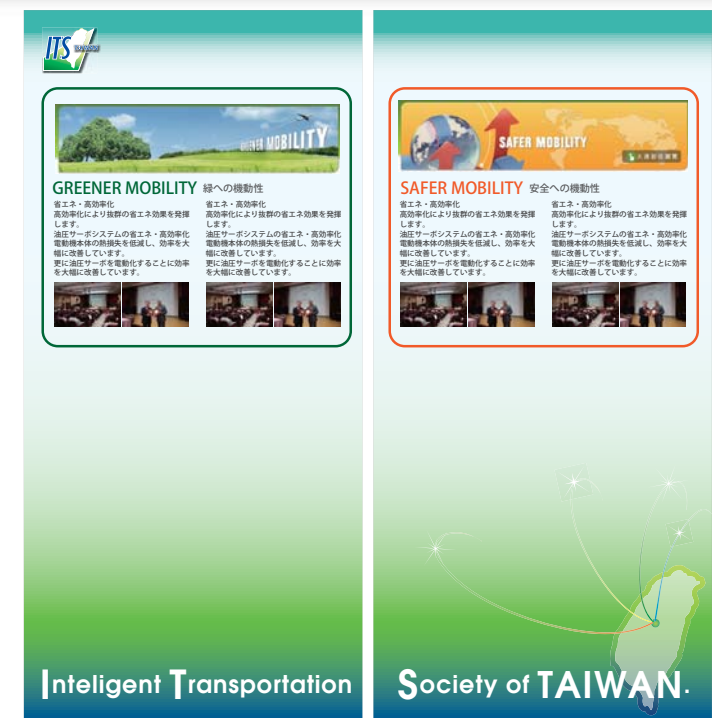 ITS TAIWAN
GREENER MOBILITY
GREENER MOBILITY 緑への機動性
省エネ・高効率化
高効率化により抜群の省エネ効果を発揮
します。
油圧サーボシステムの省エネ・高効率化
電動機本体の熱損失を低減し、効率を大
幅に改善しています。
更に油圧サーボを電動化することに効率
を大幅に改善しています。
省エネ・高効率化
高効率化により抜群の省エネ効果を発揮
します。
油圧サーボシステムの省エネ・高効率化
電動機本体の熱損失を低減し、効率を大
幅に改善しています。
更に油圧サーボを電動化することに効率
を大幅に改善しています。
Inteligent Transportation
SAFER MOBILITY
SAFER MOBILITY 安全への機動性
省エネ・高効率化
高効率化により抜群の省エネ効果を発揮
します。
油圧サーボシステムの省エネ・高効率化
電動機本体の熱損失を低減し、効率を大
幅に改善しています。
更に油圧サーボを電動化することに効率
を大幅に改善しています。
省エネ・高効率化
高効率化により抜群の省エネ効果を発揮
します。
油圧サーボシステムの省エネ・高効率化
電動機本体の熱損失を低減し、効率を大
幅に改善しています。
更に油圧サーボを電動化することに効率
を大幅に改善しています。
Society of TAIWAN.